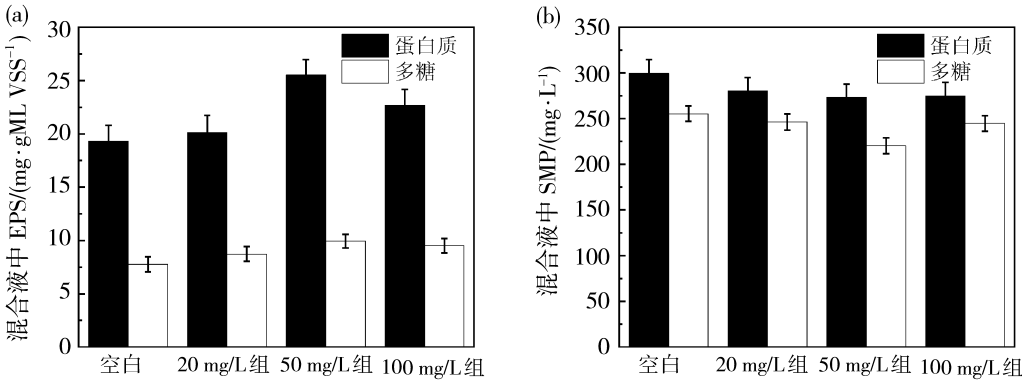 (a)
混合液中 EPS/(mg·gML VSS⁻¹)
30
25
20
15
10
5
0
蛋白质
多糖
空白
20 mg/L组
50 mg/L组
100 mg/L组
(b)
混合液中 SMP/(mg·L⁻¹)
350
300
250
200
150
100
50
0
蛋白质
多糖
空白
20 mg/L组
50 mg/L组
100 mg/L组